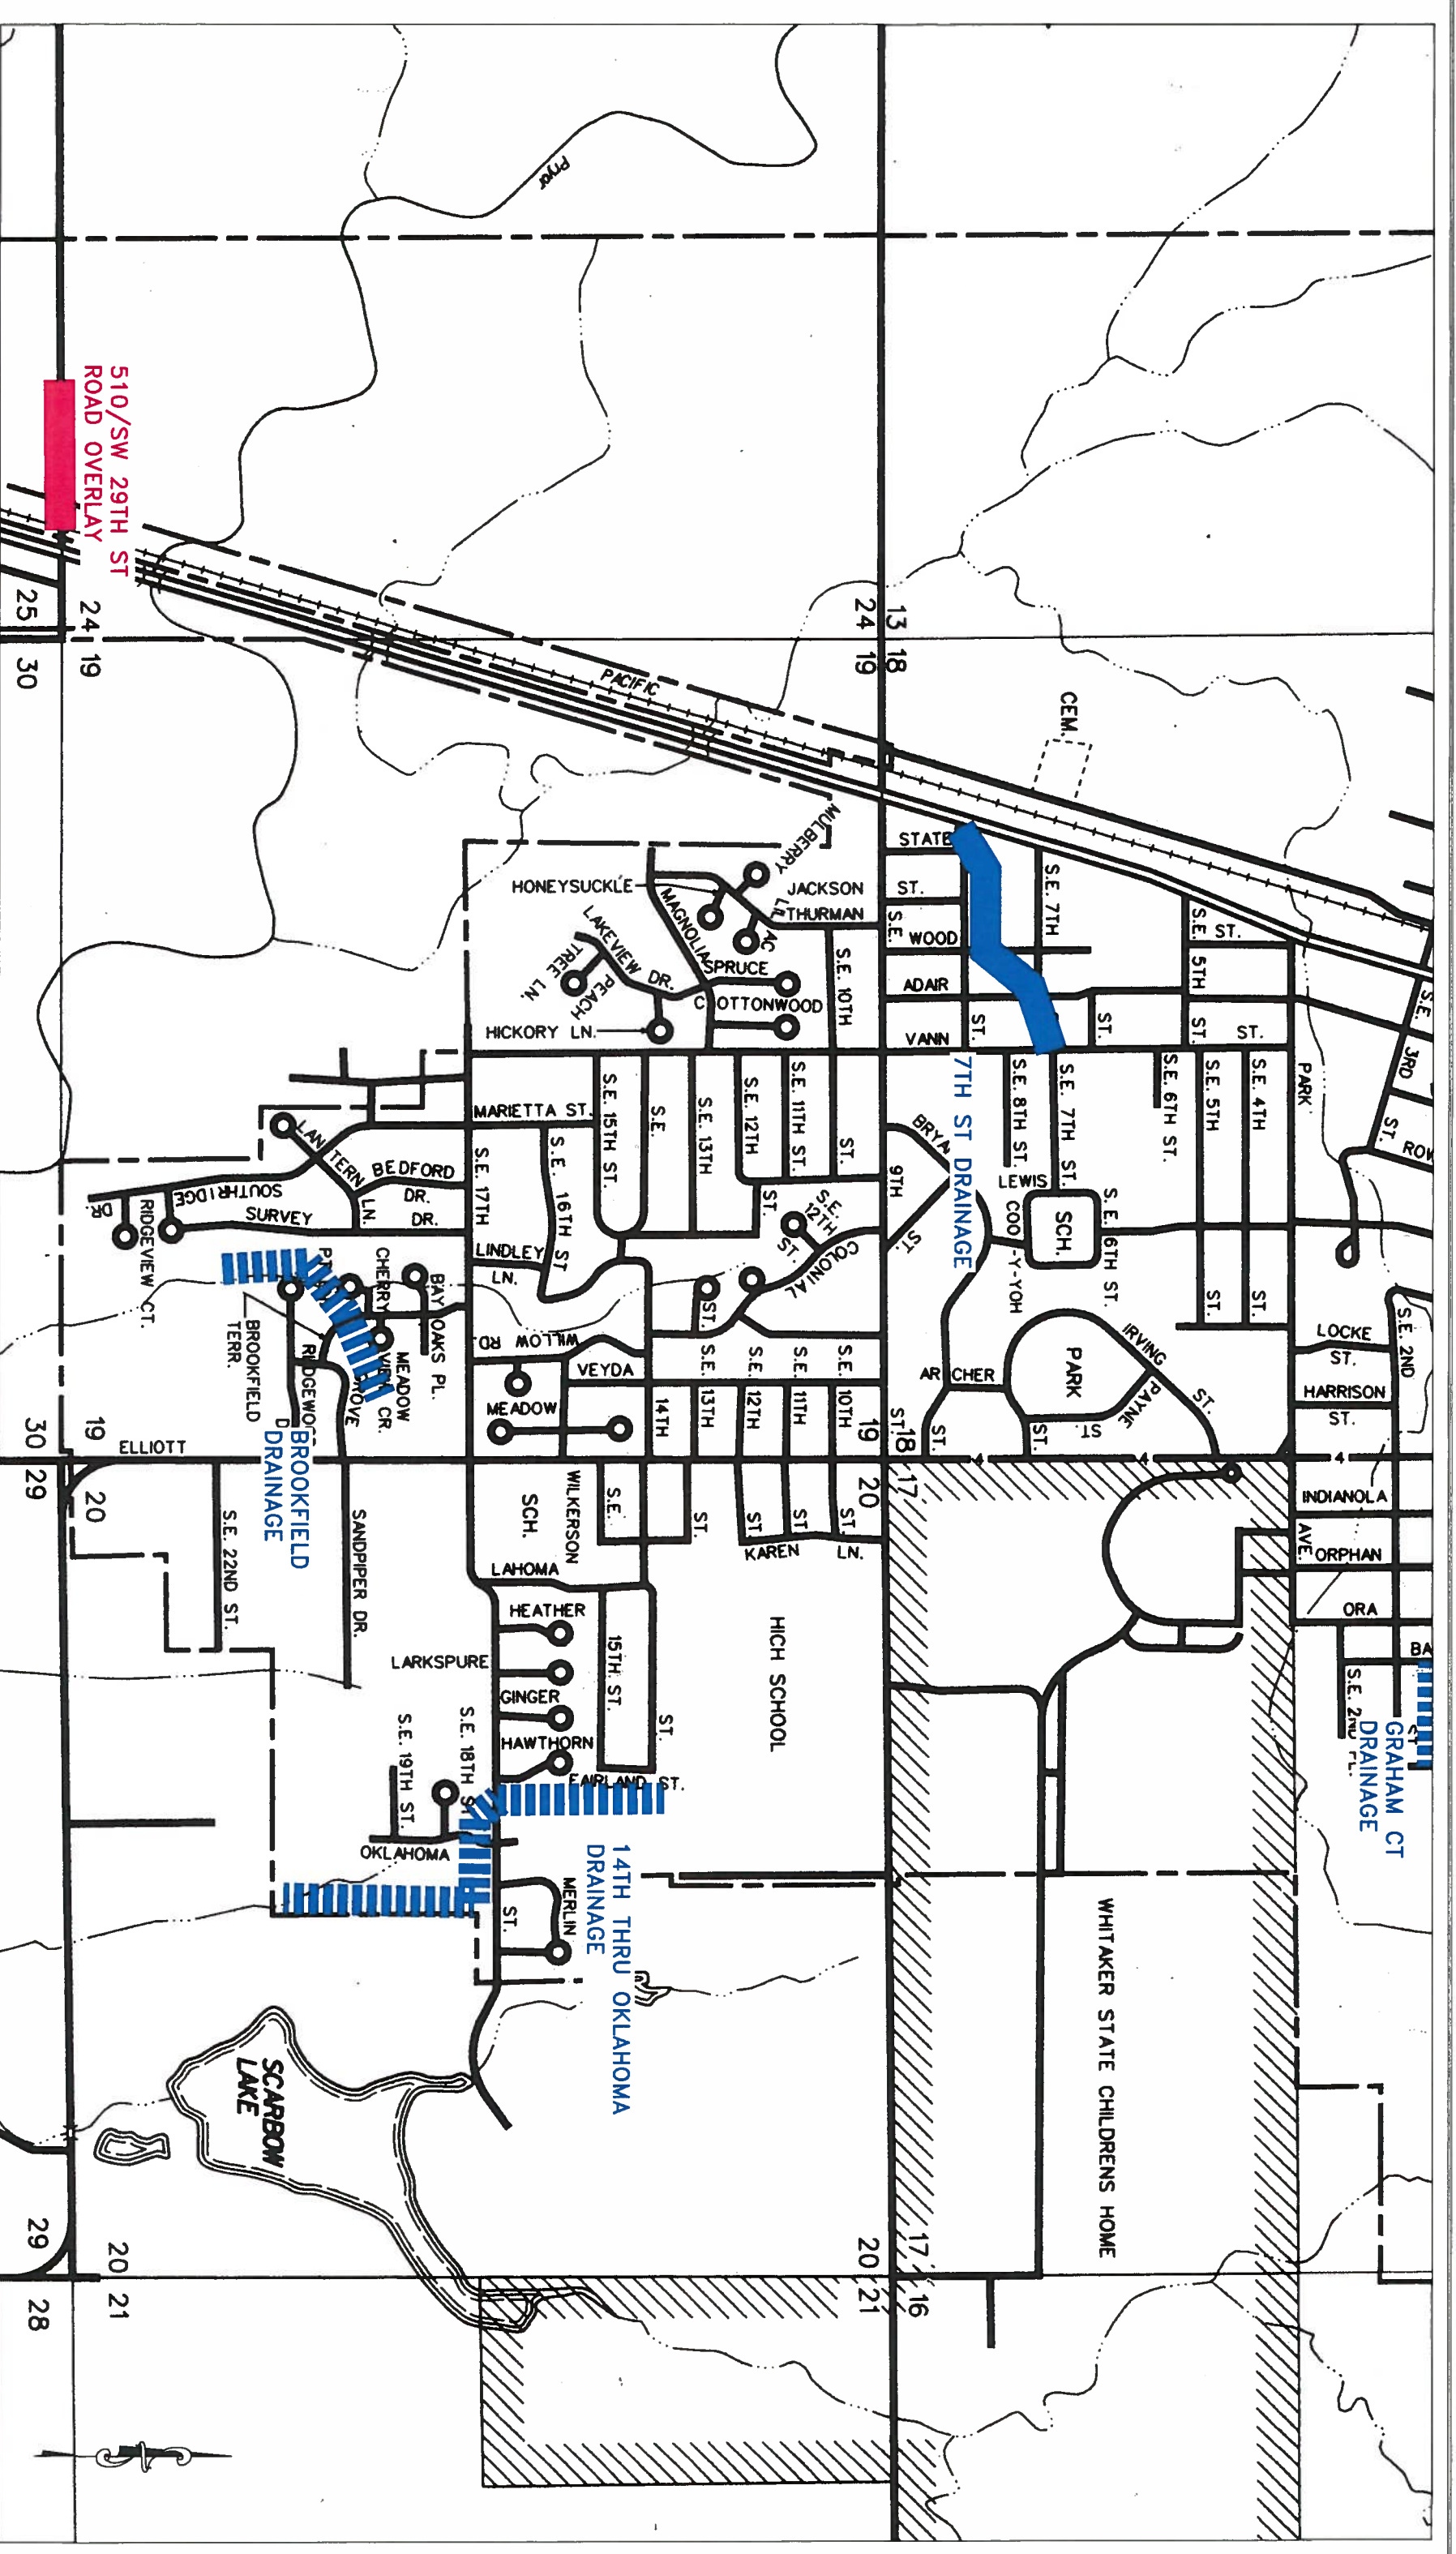 Pryor
510/SW 29TH ST
ROAD OVERLAY
24
19
25
30
13
18
24
19
PACIFIC
CEM.
STATE
ST.
S.E. 7TH
S.E.
WOOD
ADAIR
ST.
VANN
ST.
S.E. ST.
5TH
ST.
ST.
S.E.
3RD
ST.
PARK
ROW
MULBERRY
HONEYSUCKLE
JACKSON
THURMAN
MAGNOLIA
LAKEVIEW DR.
SPRUCE
COTTONWOOD
PEACH
TREE LN.
HICKORY LN.
S.E. 10TH
7TH ST DRAINAGE
S.E. 8TH ST.
S.E. 7TH ST.
S.E. 6TH ST.
S.E. 5TH
ST.
S.E. 4TH
ST.
MARIETTA ST.
S.E. 15TH ST.
S.E.
S.E. 13TH
S.E. 12TH
ST.
S.E. 11TH ST.
ST.
9TH
ST.
LEWIS
COO-Y-YOH
SCH.
S.E. 6TH ST.
LANTERN
LN.
BEDFORD
DR.
SOUTHRIDGE
DR.
SURVEY
DR.
RIDGEVIEW CT.
S.E. 17TH
S.E. 16TH ST
LINDLEY
LN.
S.E.
12TH
ST.
COLONIAL
ST.
CHERRY
BAY OAKS PL.
MEADOW
CR.
BROOKFIELD
TERR.
BROOKFIELD
DRAINAGE
WILLOW RD.
VEYDA
MEADOW
14TH
S.E.
13TH
S.E.
12TH
S.E.
11TH
S.E.
10TH
ST.
ARCHER
ST.
PARK
IRVING
ST.
PAYNE
ST.
ST.
LOCKE
ST.
HARRISON
ST.
S.E. 2ND
ELLIOTT
19
30
20
29
19
18
20
17
4
4
4
S.E. 22ND ST.
SANDPIPER DR.
SCH.
WILKERSON
S.E.
ST.
ST
ST.
ST.
KAREN LN.
LAHOMA
HEATHER
LARKSPURE
GINGER
HAWTHORN
15TH ST.
ST.
FAIRLAND ST.
HICH SCHOOL
INDIANOLA
AVE.
ORPHAN
ORA
BA
GRAHAM CT
DRAINAGE
S.E. 19TH ST.
S.E. 18TH
OKLAHOMA
MERLIN
ST.
14TH THRU OKLAHOMA
DRAINAGE
WHITAKER STATE CHILDRENS HOME
SCARBON
LAKE
29
20
28
21
20
17
21
16